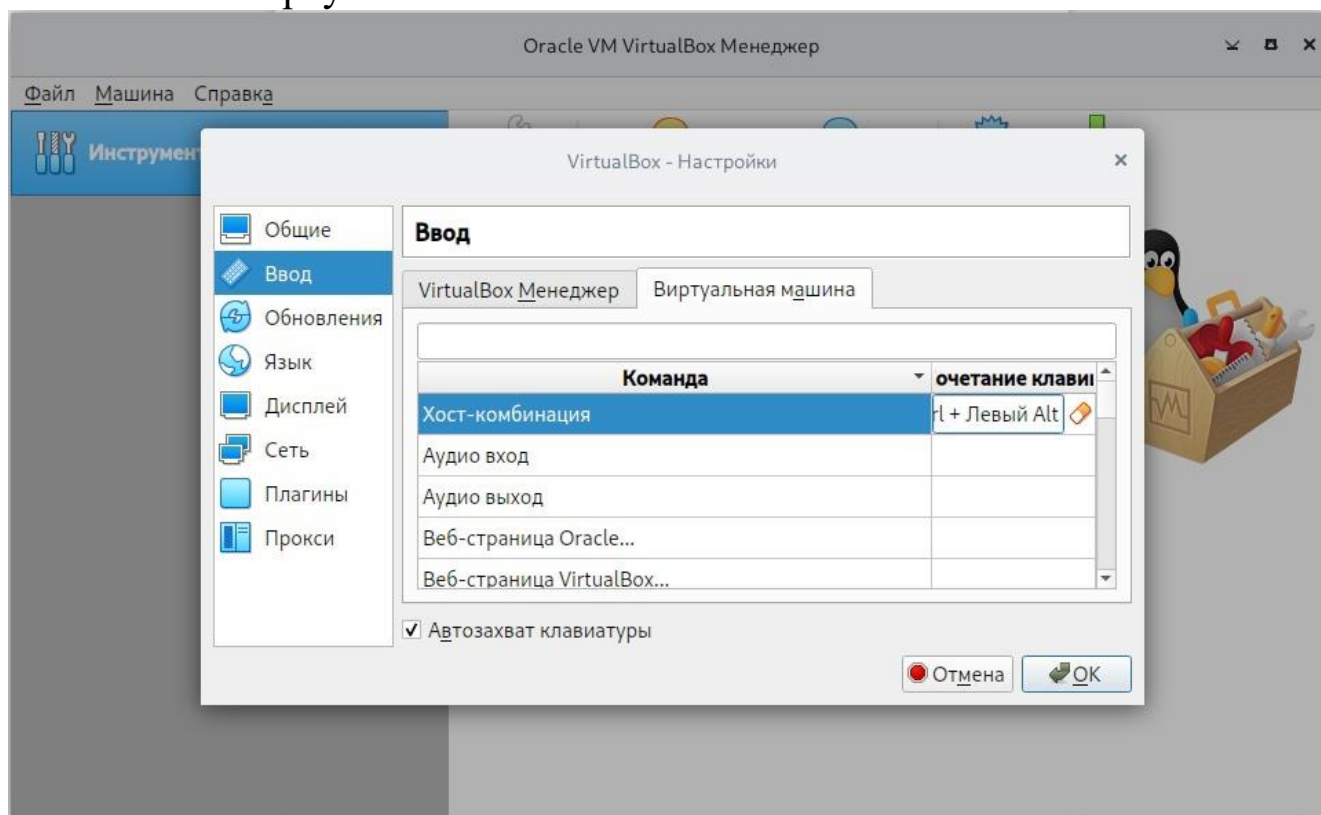 Oracle VM VirtualBox Менеджер
Файл Машина Справка
Инструмент
VirtualBox - Настройки
Общие
Ввод
Обновления
Язык
Дисплей
Сеть
Плагины
Прокси
Ввод
VirtualBox Менеджер Виртуальная машина
Команда очетание клави
Хост-комбинация rl + Левый Alt
Аудио вход
Аудио выход
Веб-страница Oracle...
Веб-страница VirtualBox...
Автозахват клавиатуры
Отмена OK